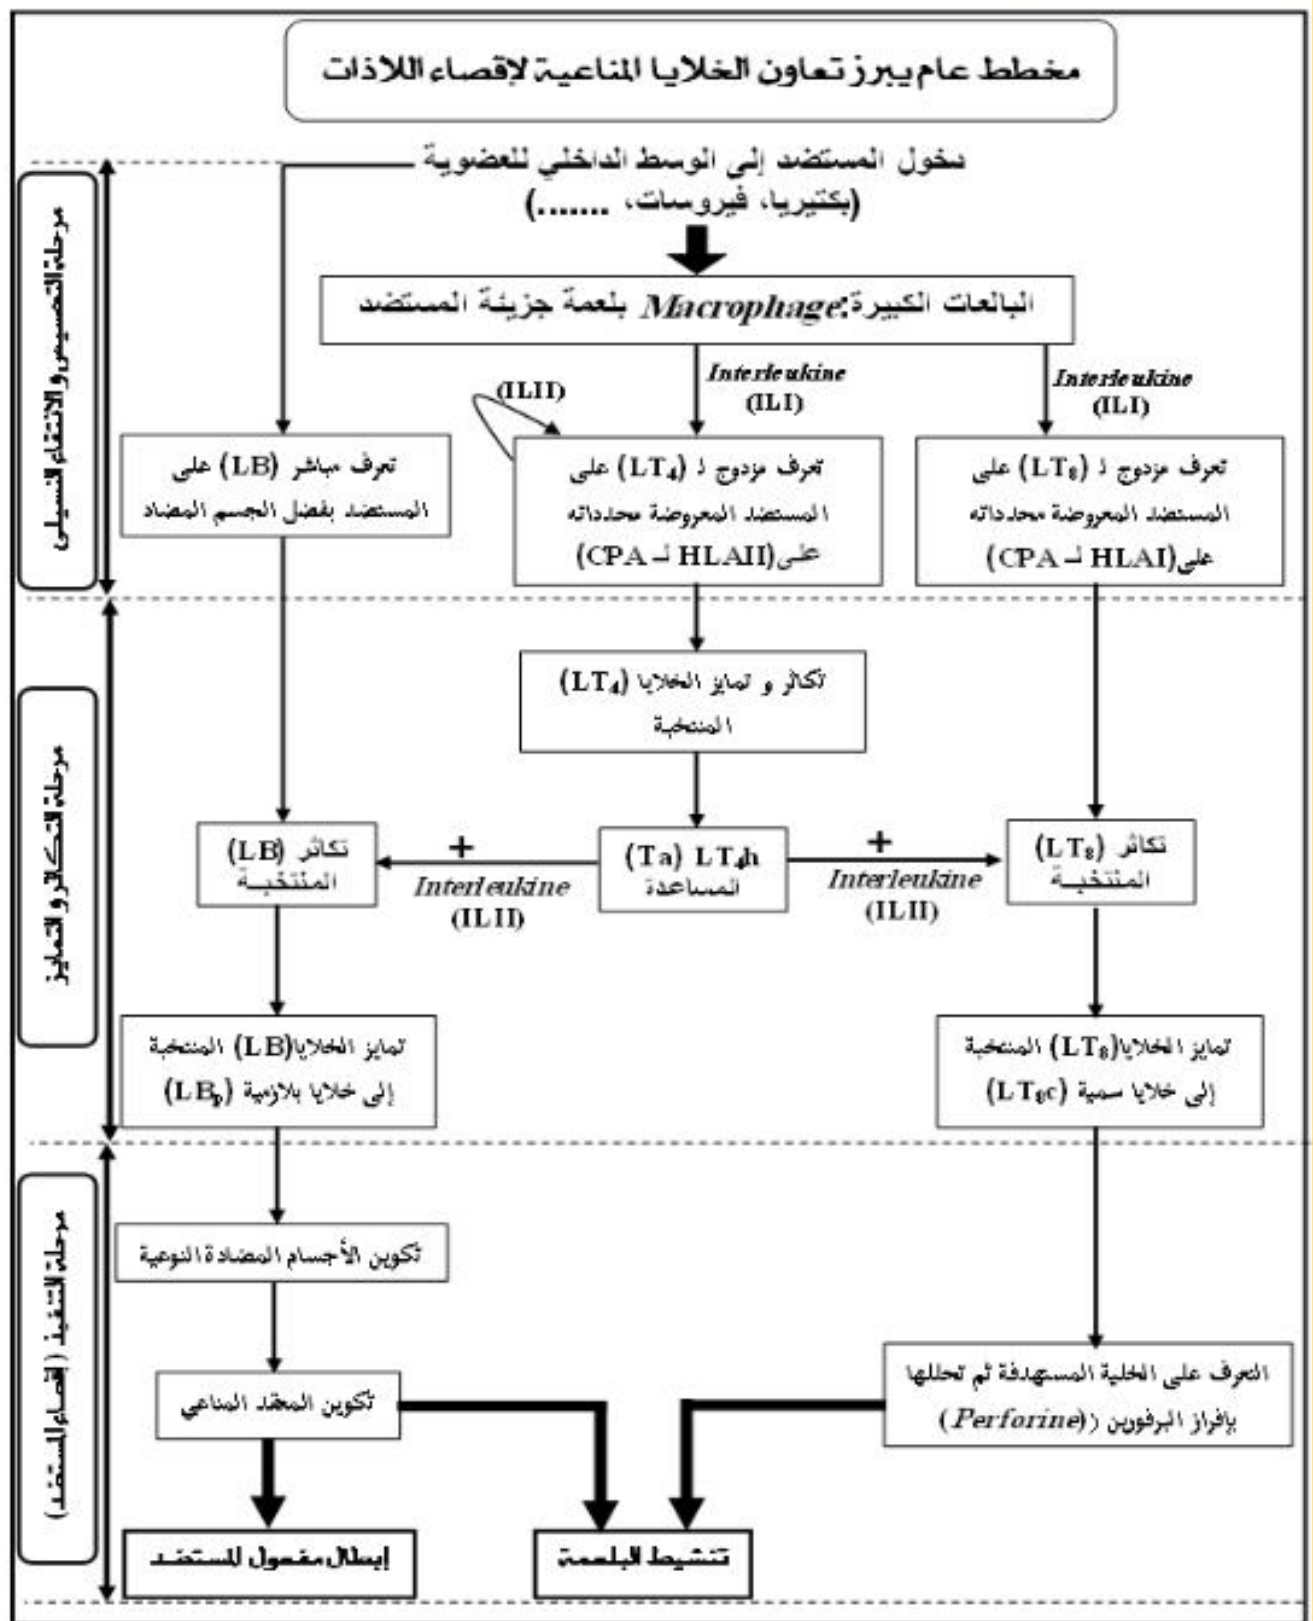 مخطط عام يبرز تعاون الخلايا المناعية لإقصاء اللاذات
دخول المستضد إلى الوسط الداخلي للعضوية
(بكتيريا، فيروسات، .......)
البالعات الكبيرة:Macrophage بلعمة جزيئة المستضد
Interleukine
(ILI)
Interleukine
(ILI)
(ILII)
مرحلة التحسيس والانتقاء النسيلي
تعرف مزدوج لـ (LT₈) على
المستضد المعروضة محدداته
على(HLAI لـ CPA)
تعرف مزدوج لـ (LT₄) على
المستضد المعروضة محدداته
على(HLAII لـ CPA)
تعرف مباشر (LB) على
المستضد بفضل الجسم المضاد
مرحلة التكاثر و التمايز
تكاثر و تمايز الخلايا (LT₄)
المنتخبة
تكاثر (LT₈)
المنتخبة
+
Interleukine
(ILII)
(Ta) LT₄h
المساعدة
+
Interleukine
(ILII)
تكاثر (LB)
المنتخبة
تمايز الخلايا(LT₈) المنتخبة
إلى خلايا سمية (LT₈c)
تمايز الخلايا(LB) المنتخبة
إلى خلايا بلازمية (LBₚ)
مرحلة التنفيذ (إقصاء المستضد)
تكوين الأجسام المضادة النوعية
التعرف على الخلية المستهدفة ثم تحللها
بإفراز البرفورين ((Perforine)
تكوين المعقد المناعي
تنشيط البلعمة
إبطال مفعول المستضد